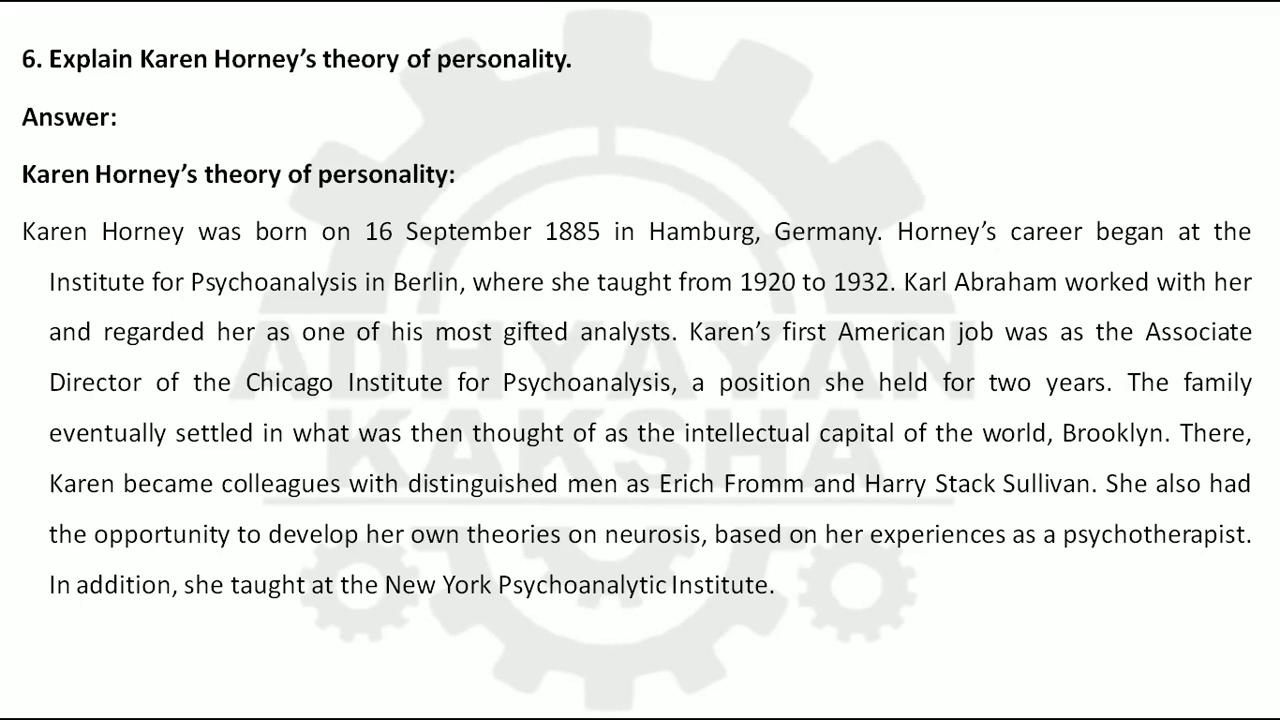 6. Explain Karen Horney’s theory of personality.
Answer:
Karen Horney’s theory of personality:
Karen Horney was born on 16 September 1885 in Hamburg, Germany. Horney’s career began at the
Institute for Psychoanalysis in Berlin, where she taught from 1920 to 1932. Karl Abraham worked with her
and regarded her as one of his most gifted analysts. Karen’s first American job was as the Associate
Director of the Chicago Institute for Psychoanalysis, a position she held for two years. The family
eventually settled in what was then thought of as the intellectual capital of the world, Brooklyn. There,
Karen became colleagues with distinguished men as Erich Fromm and Harry Stack Sullivan. She also had
the opportunity to develop her own theories on neurosis, based on her experiences as a psychotherapist.
In addition, she taught at the New York Psychoanalytic Institute.
ADHYAYAN
KAKSHA